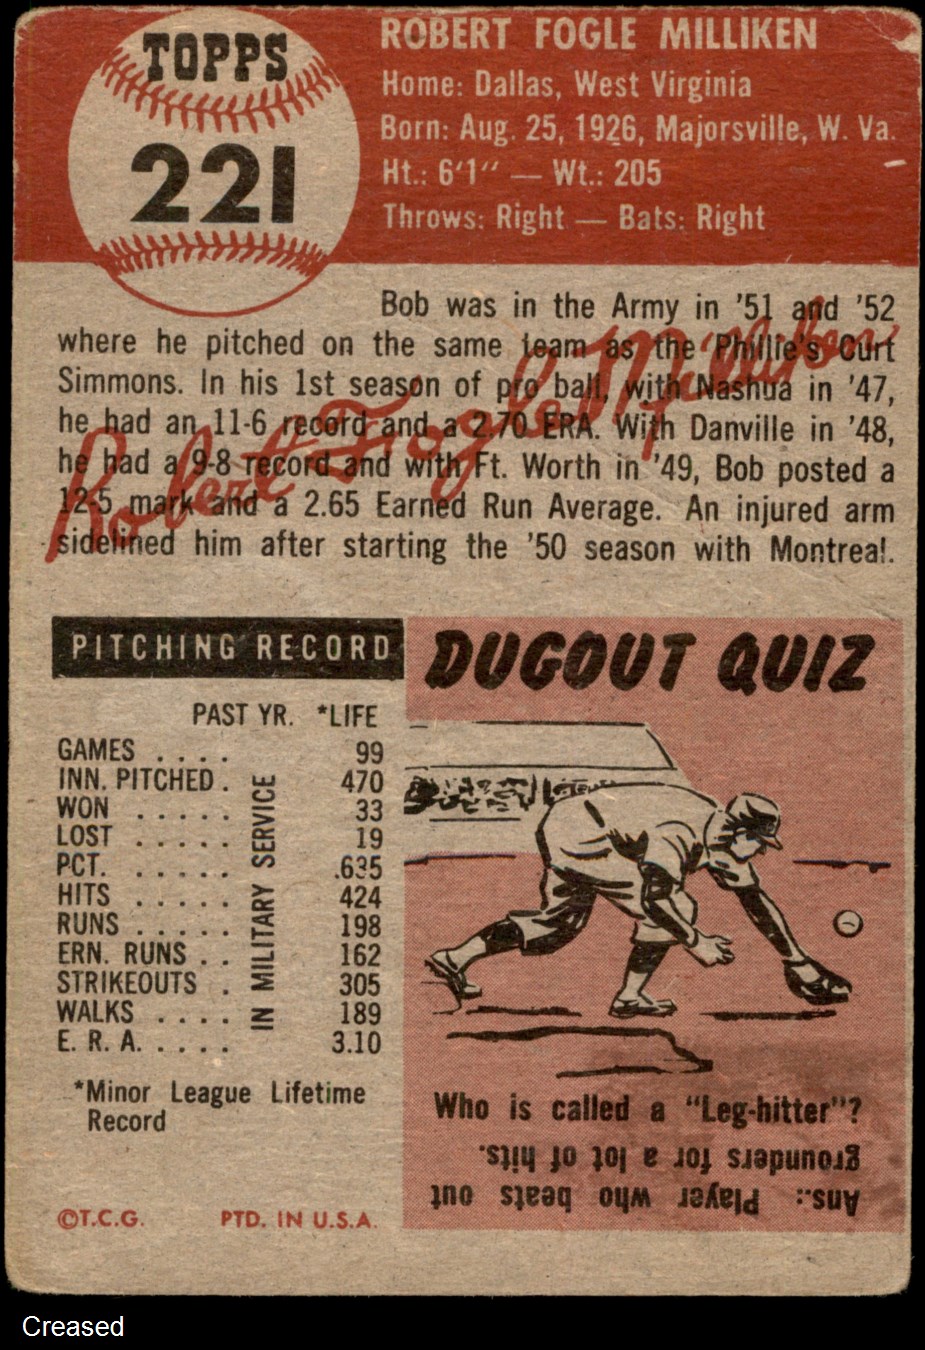 TOPPS
221
ROBERT FOGLE MILLIKEN
Home: Dallas, West Virginia
Born: Aug. 25, 1926, Majorsville, W. Va.
Ht.: 6'1" — Wt.: 205
Throws: Right — Bats: Right
Bob was in the Army in '51 and '52
where he pitched on the same team as the Phillie's Curt
Simmons. In his 1st season of pro ball, with Nashua in '47,
he had an 11-6 record and a 2.70 ERA. With Danville in '48,
he had a 9-8 record and with Ft. Worth in '49, Bob posted a
12-5 mark and a 2.65 Earned Run Average. An injured arm
sidelined him after starting the '50 season with Montreal.
Robert Fogle Milliken
PITCHING RECORD
PAST YR. *LIFE
GAMES . . . . 99
INN. PITCHED . 470
WON . . . . . 33
LOST . . . . . 19
PCT. . . . . . .635
HITS . . . . . 424
RUNS . . . . . 198
ERN. RUNS . . 162
STRIKEOUTS . 305
WALKS . . . . 189
E. R. A. . . . . 3.10
IN MILITARY SERVICE
*Minor League Lifetime
Record
©T.C.G. PTD. IN U.S.A.
DUGOUT QUIZ
Who is called a "Leg-hitter"?
Ans.: Player who beats out
grounders for a lot of hits.
Creased